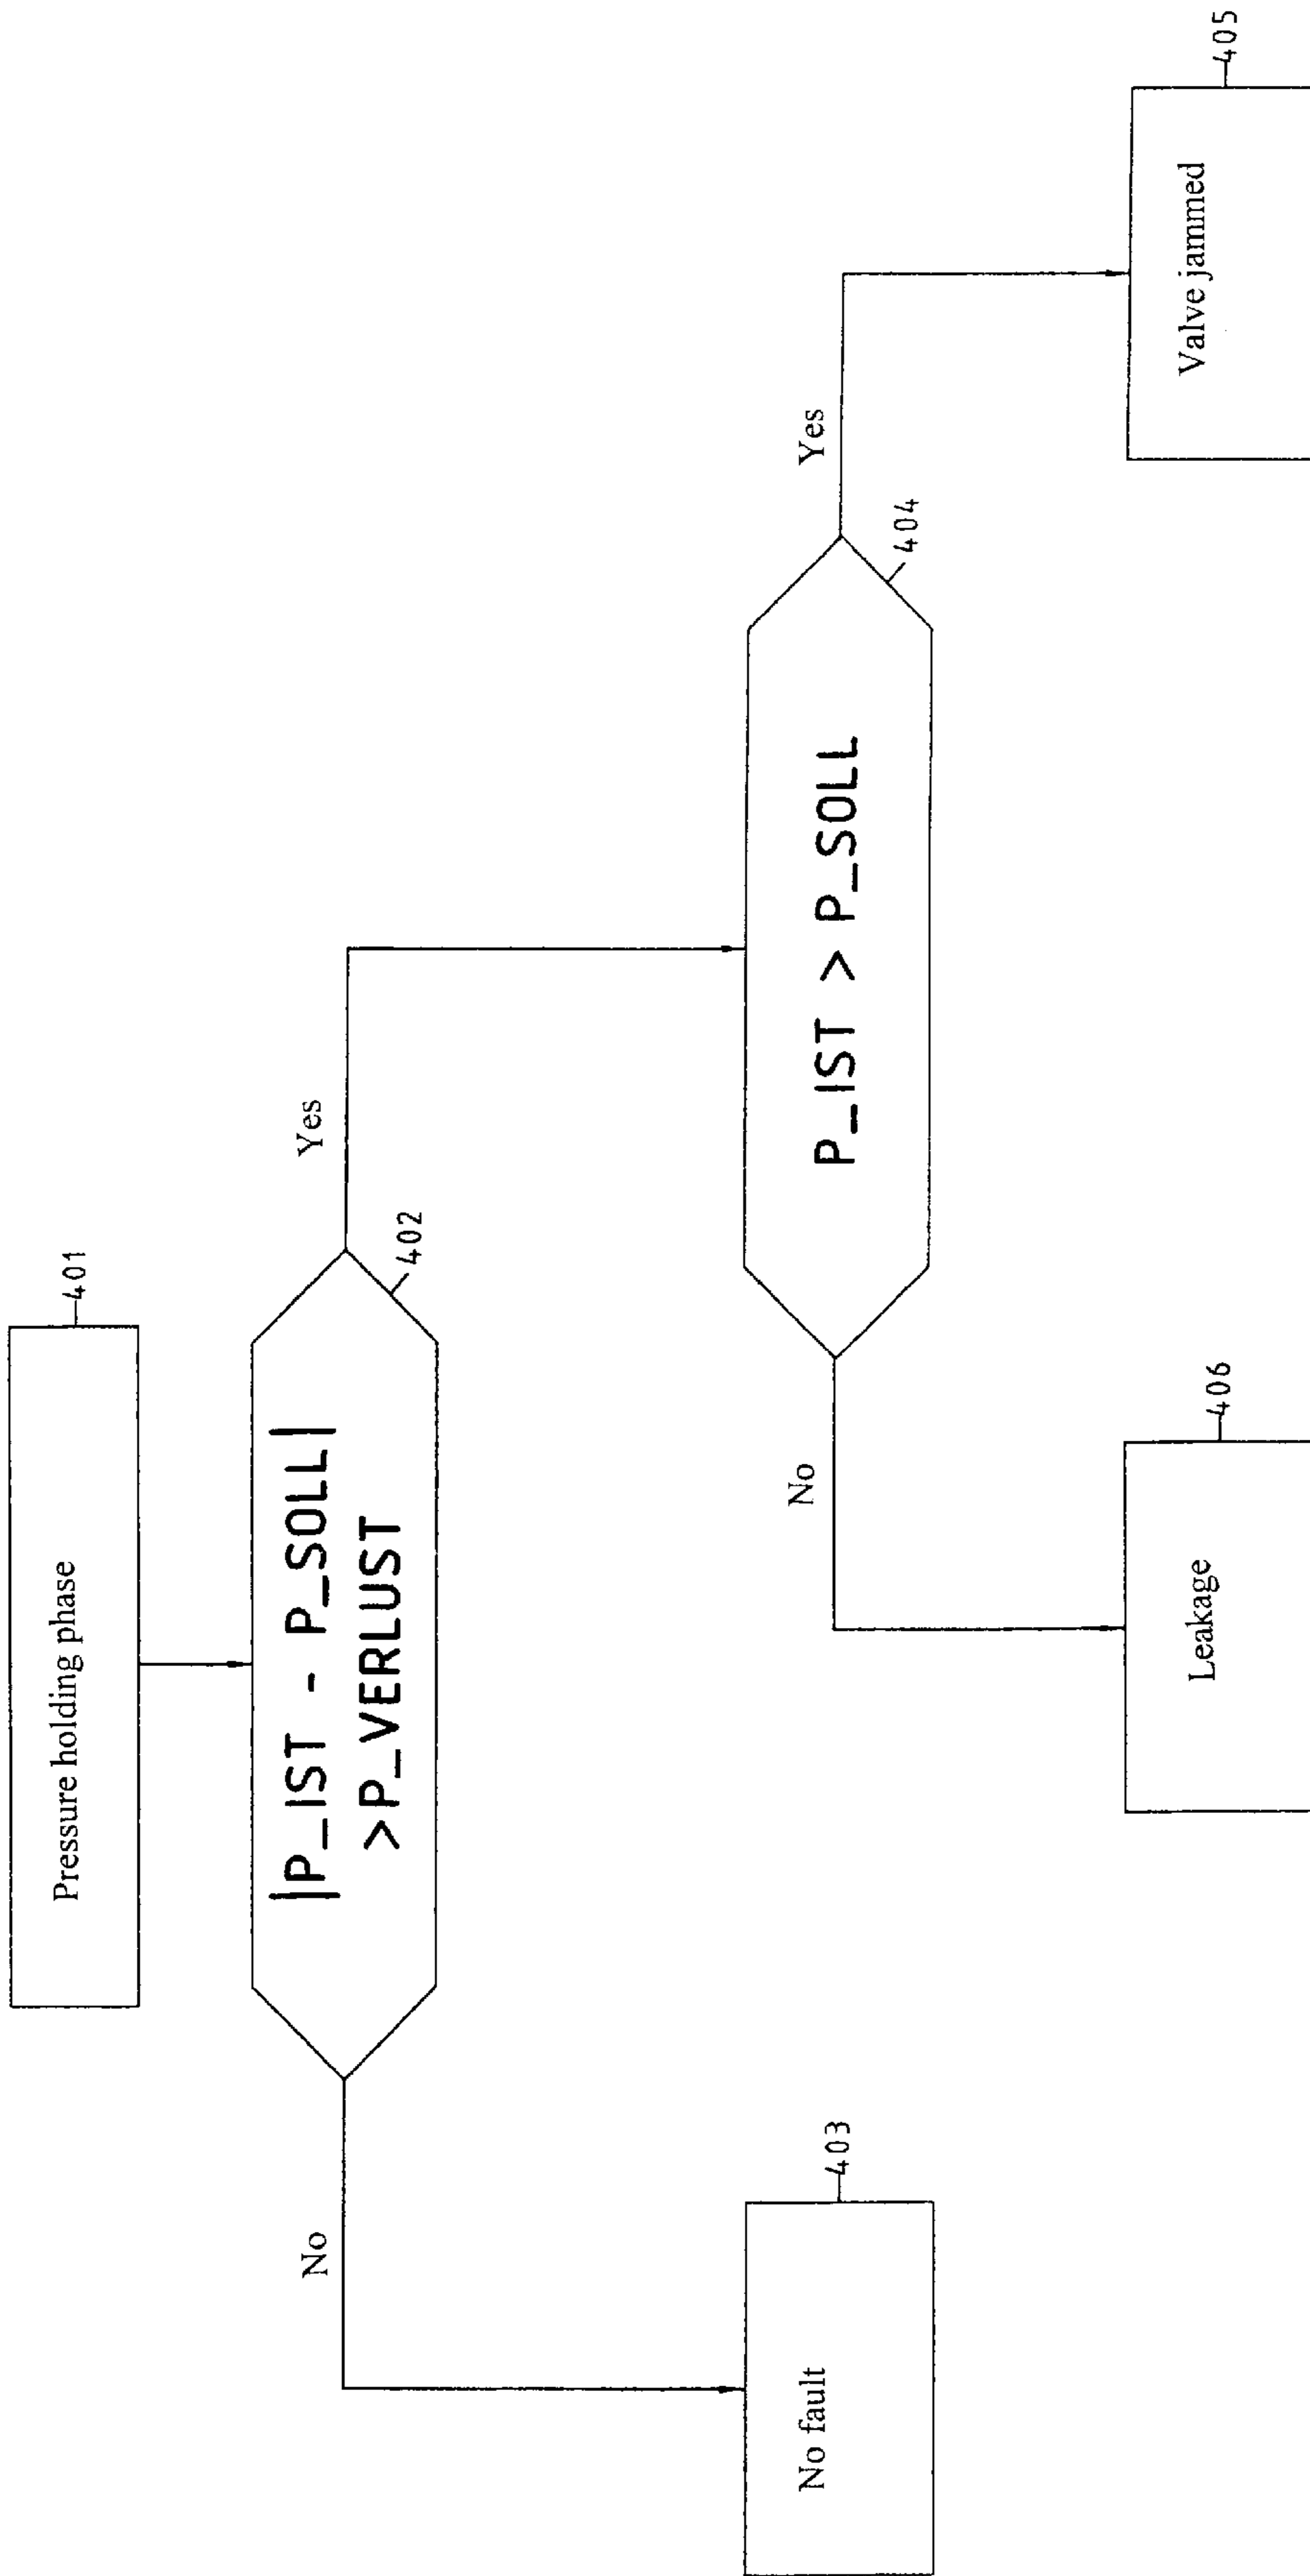 Pressure holding phase
401
|P_IST - P_SOLL|
>P_VERLUST
402
No
Yes
No fault
403
P_IST > P_SOLL
404
No
Yes
Leakage
406
Valve jammed
405